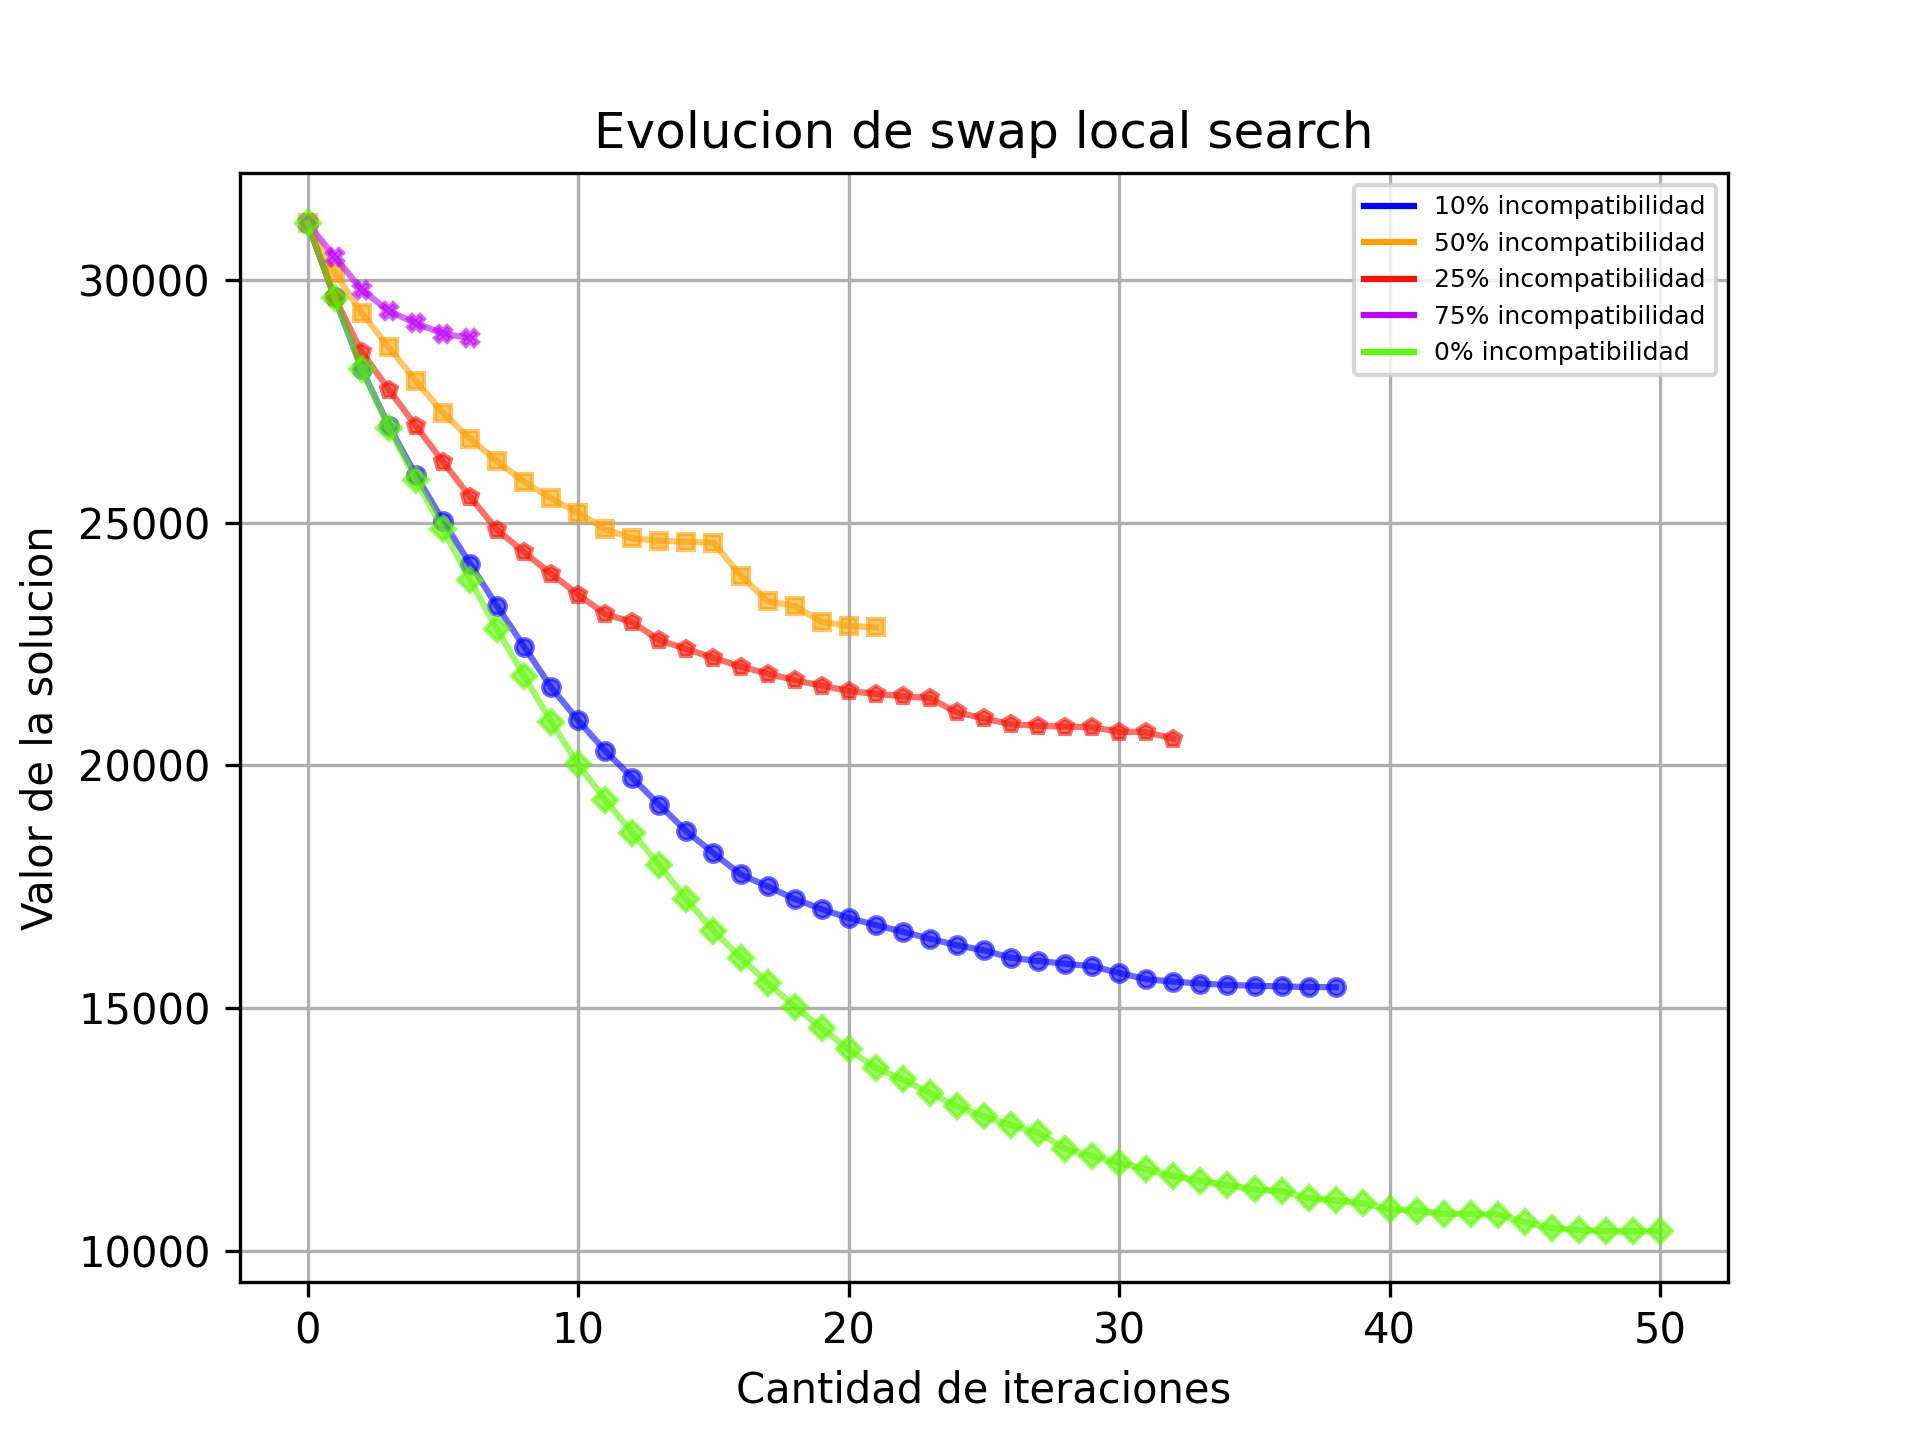 Evolucion de swap local search
10% incompatibilidad
50% incompatibilidad
25% incompatibilidad
75% incompatibilidad
0% incompatibilidad
Valor de la solucion
30000
25000
20000
15000
10000
0 10 20 30 40 50
Cantidad de iteraciones